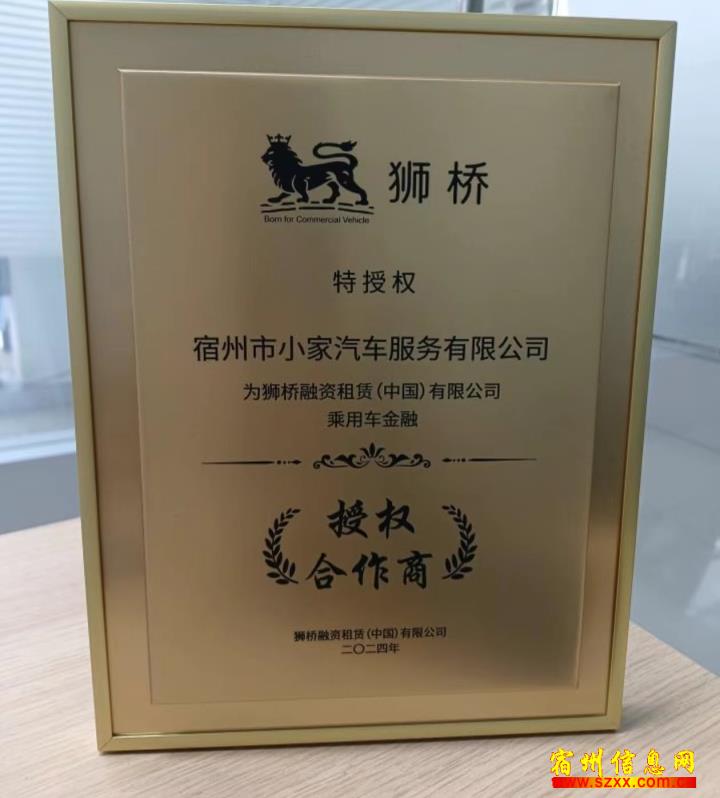 狮桥
Born for Commercial Vehicle
特授权
宿州市小家汽车服务有限公司
为狮桥融资租赁(中国)有限公司
乘用车金融
授权
合作商
狮桥融资租赁(中国)有限公司
二〇二四年
宿州信息网
www.szxx.com.cn